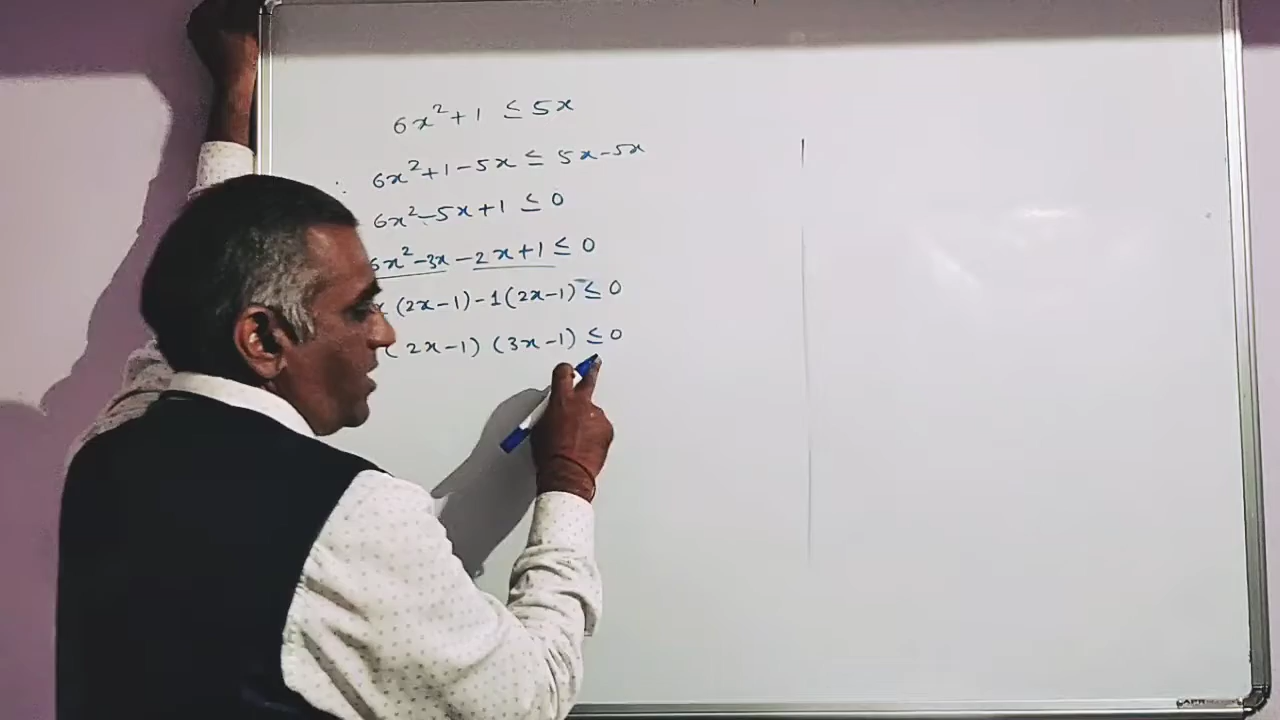 6x²+1 ≤ 5x
∴ 6x²+1-5x ≤ 5x-5x
6x²-5x+1 ≤ 0
6x²-3x-2x+1 ≤ 0
(2x-1)-1(2x-1) ≤ 0
(2x-1) (3x-1) ≤ 0